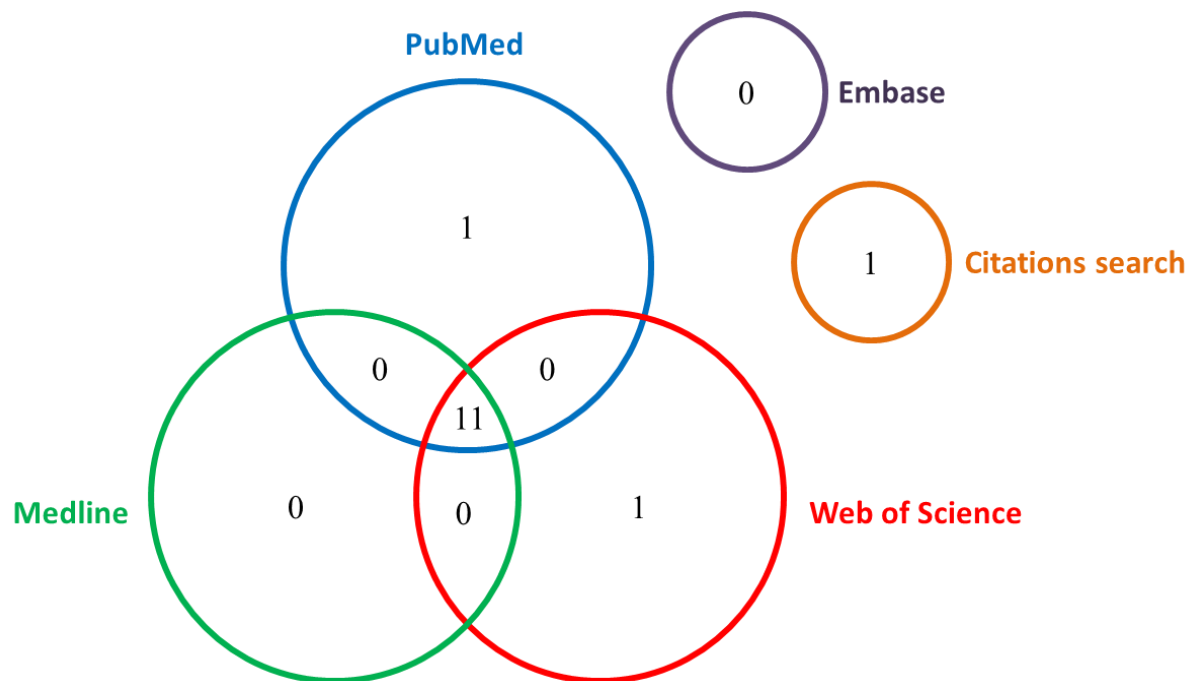 PubMed
0
Embase
1
1
Citations search
0
0
11
Medline
0
0
1
Web of Science